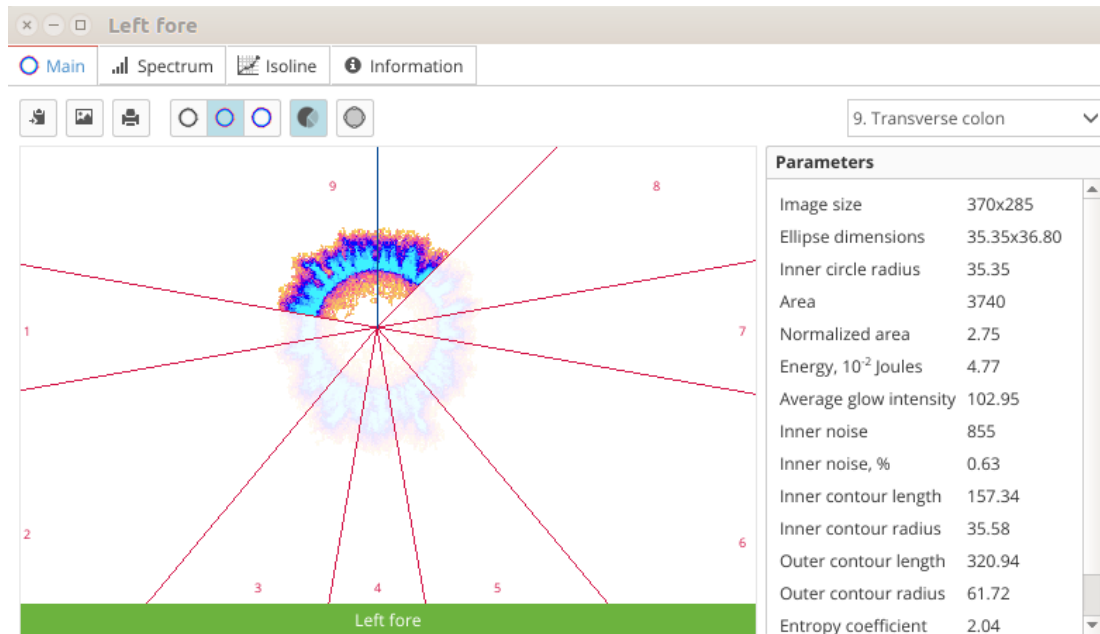 Left fore
Main Spectrum Isoline Information
9. Transverse colon
9
8
1
7
2
6
3
4
5
Left fore
Parameters
Image size 370x285
Ellipse dimensions 35.35x36.80
Inner circle radius 35.35
Area 3740
Normalized area 2.75
Energy, 10-2 Joules 4.77
Average glow intensity 102.95
Inner noise 855
Inner noise, % 0.63
Inner contour length 157.34
Inner contour radius 35.58
Outer contour length 320.94
Outer contour radius 61.72
Entropy coefficient 2.04